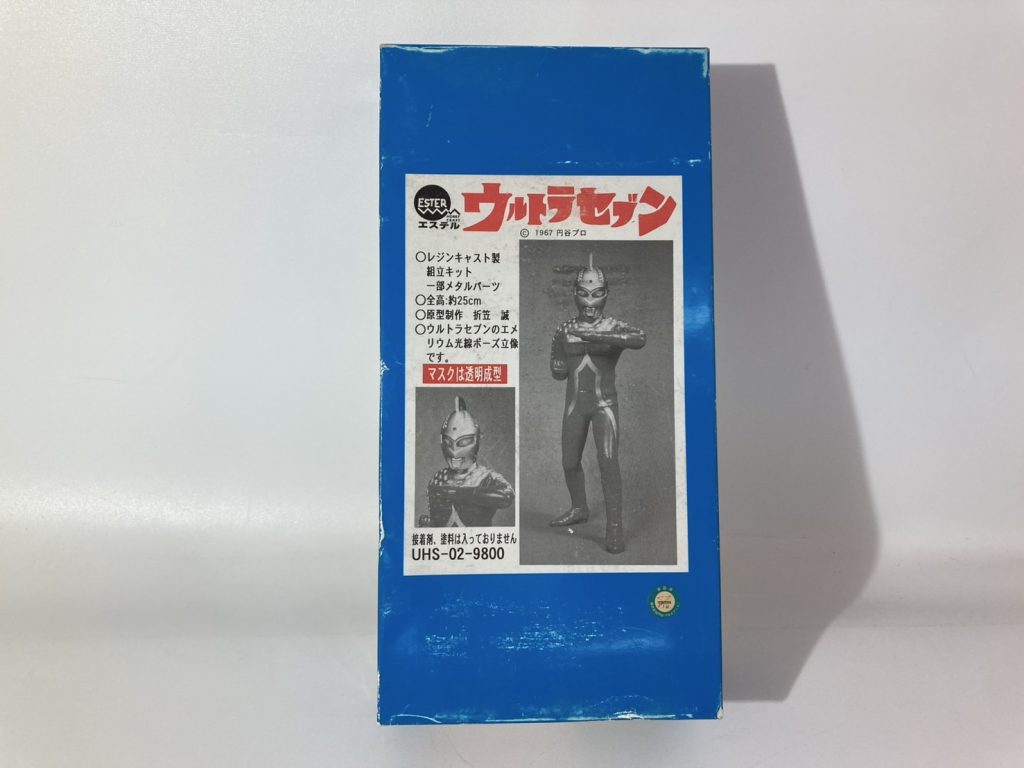 ESTER
HOBBY CRAFT
エステル
ウルトラセブン
© 1967 円谷プロ
○レジンキャスト製
組立キット
一部メタルパーツ
○全高:約25cm
○原型制作 折笠 誠
○ウルトラセブンのエメ
リウム光線ポーズ立像
です。
マスクは透明成型
接着剤、塗料は入っておりません
UHS-02-9800